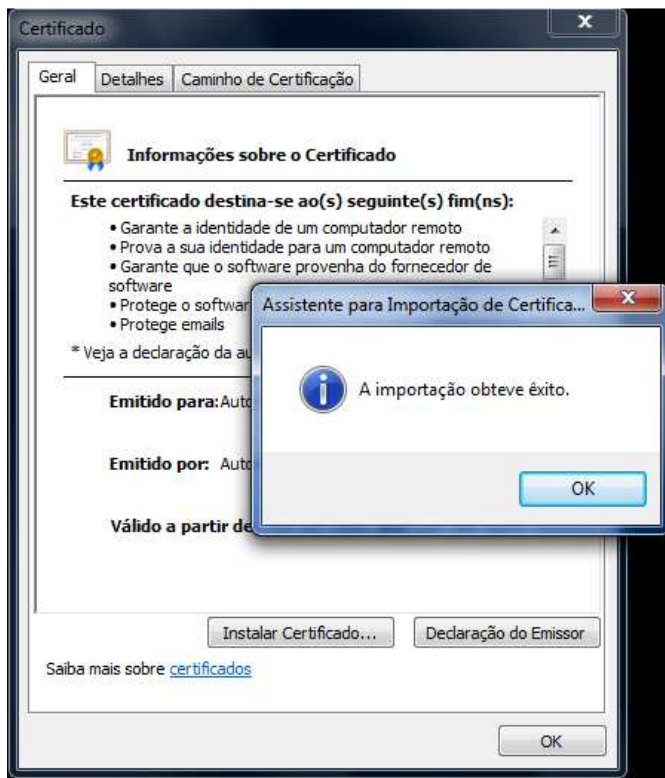 Certificado
Geral
Detalhes
Caminho de Certificação
Informações sobre o Certificado
Este certificado destina-se ao(s) seguinte(s) fim(ns):
• Garante a identidade de um computador remoto
• Prova a sua identidade para um computador remoto
• Garante que o software provenha do fornecedor de
software
• Protege o softwar
• Protege emails
* Veja a declaração da au
Emitido para: Auto
Emitido por: Auto
Válido a partir de
Assistente para Importação de Certifica...
A importação obteve êxito.
OK
Instalar Certificado...
Declaração do Emissor
Saiba mais sobre certificados
OK